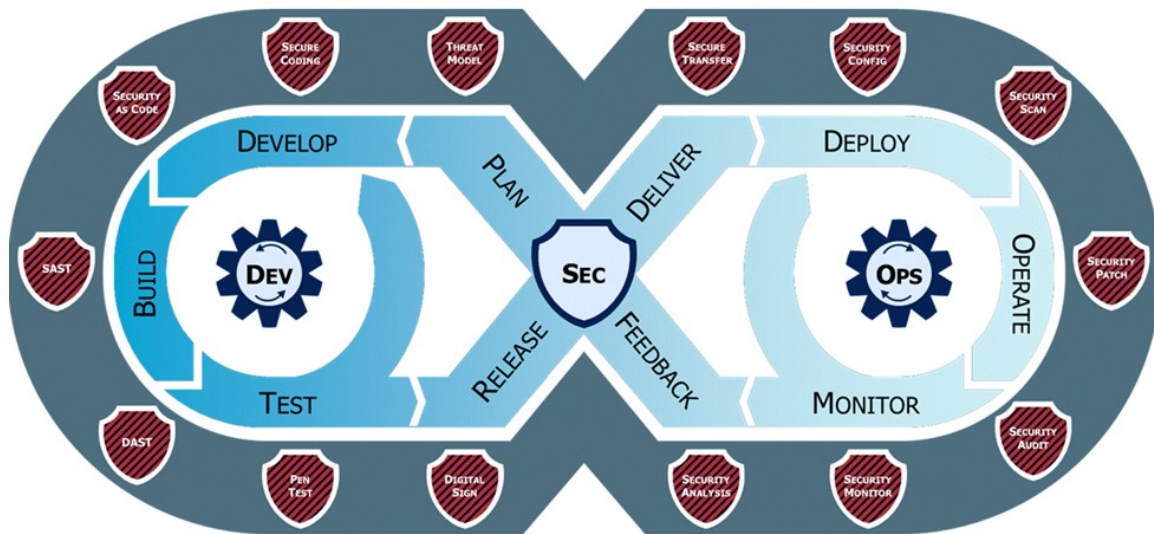 SECURE
CODING
THREAT
MODEL
SECURE
TRANSFER
SECURITY
CONFIG
SECURITY
AS CODE
SECURITY
SCAN
DEVELOP
PLAN
DELIVER
DEPLOY
SAST
BUILD
DEV
SEC
OPS
OPERATE
SECURITY
PATCH
TEST
RELEASE
FEEDBACK
MONITOR
DAST
SECURITY
AUDIT
PEN
TEST
DIGITAL
SIGN
SECURITY
ANALYSIS
SECURITY
MONITOR